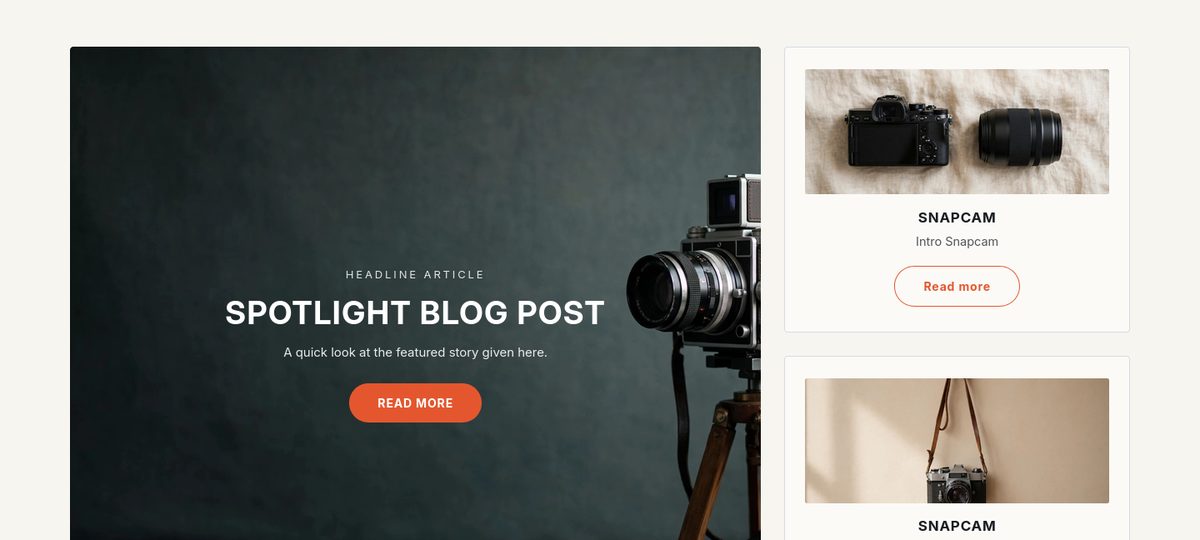 HEADLINE ARTICLE
SPOTLIGHT BLOG POST
A quick look at the featured story given here.
READ MORE
SNAPCAM
Intro Snapcam
Read more
SNAPCAM